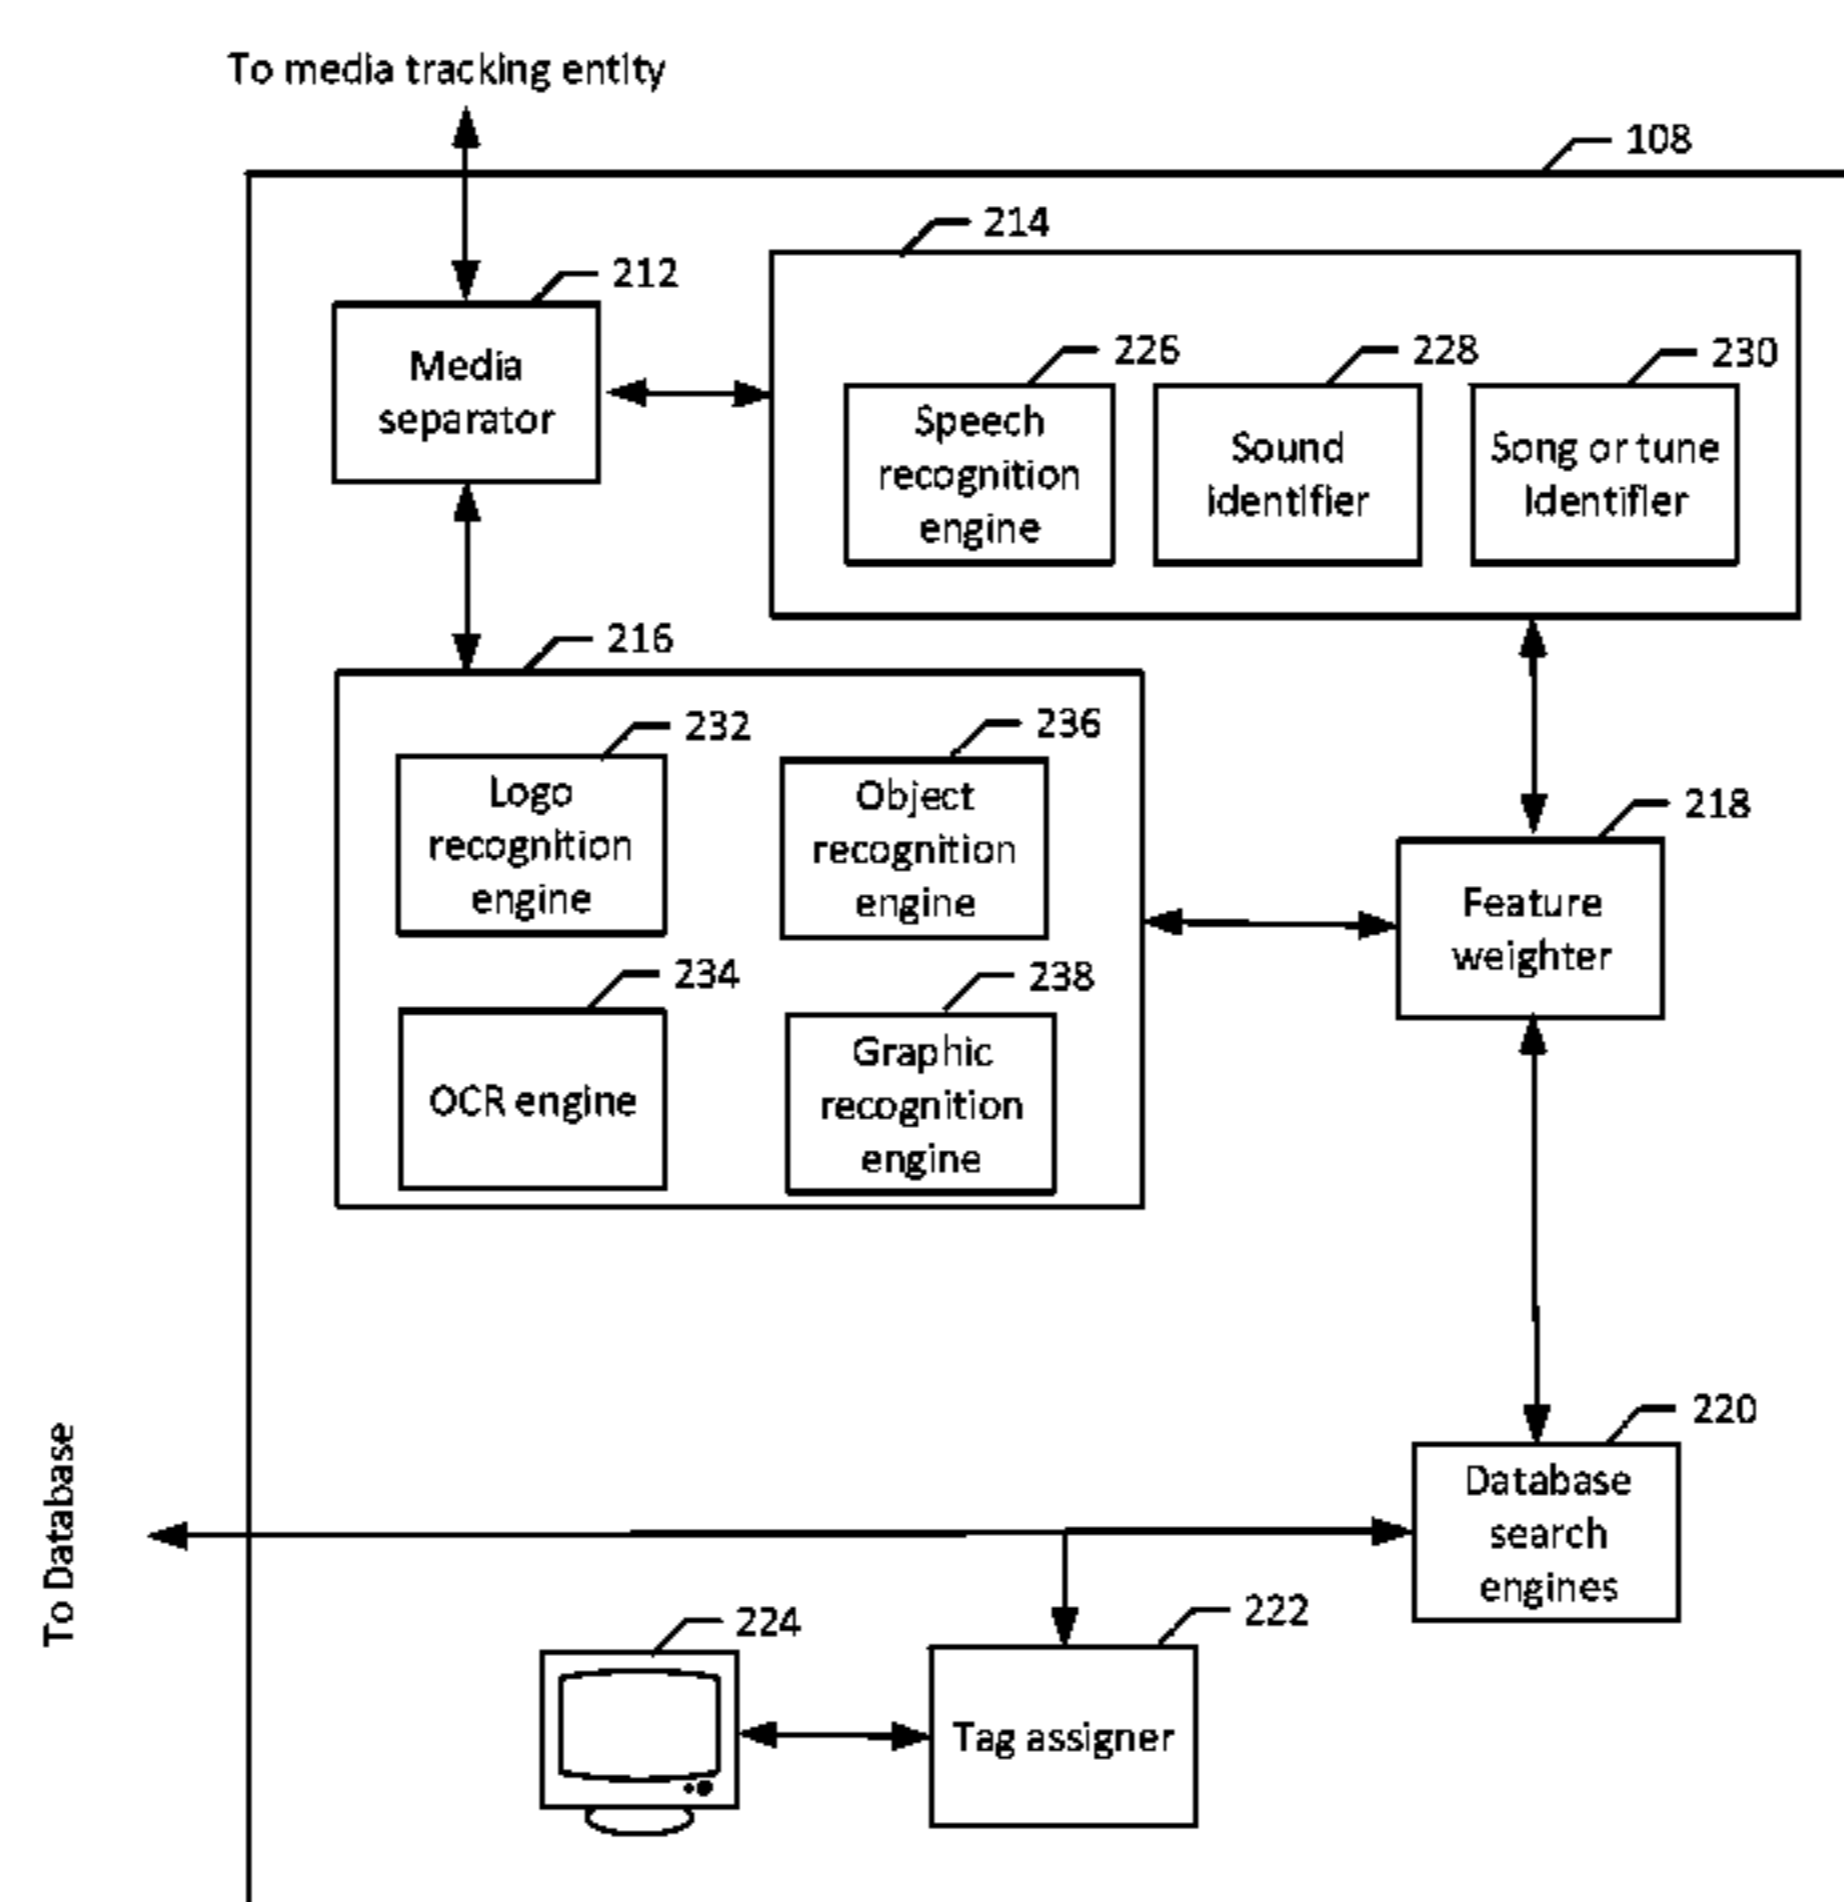 To media tracking entity
108
214
212
Media
separator
226
228
230
Speech
recognition
engine
Sound
identifier
Song or tune
identifier
216
232
236
Logo
recognition
engine
Object
recognition
engine
218
Feature
weighter
234
238
OCR engine
Graphic
recognition
engine
220
Database
search
engines
To Database
224
222
Tag assigner